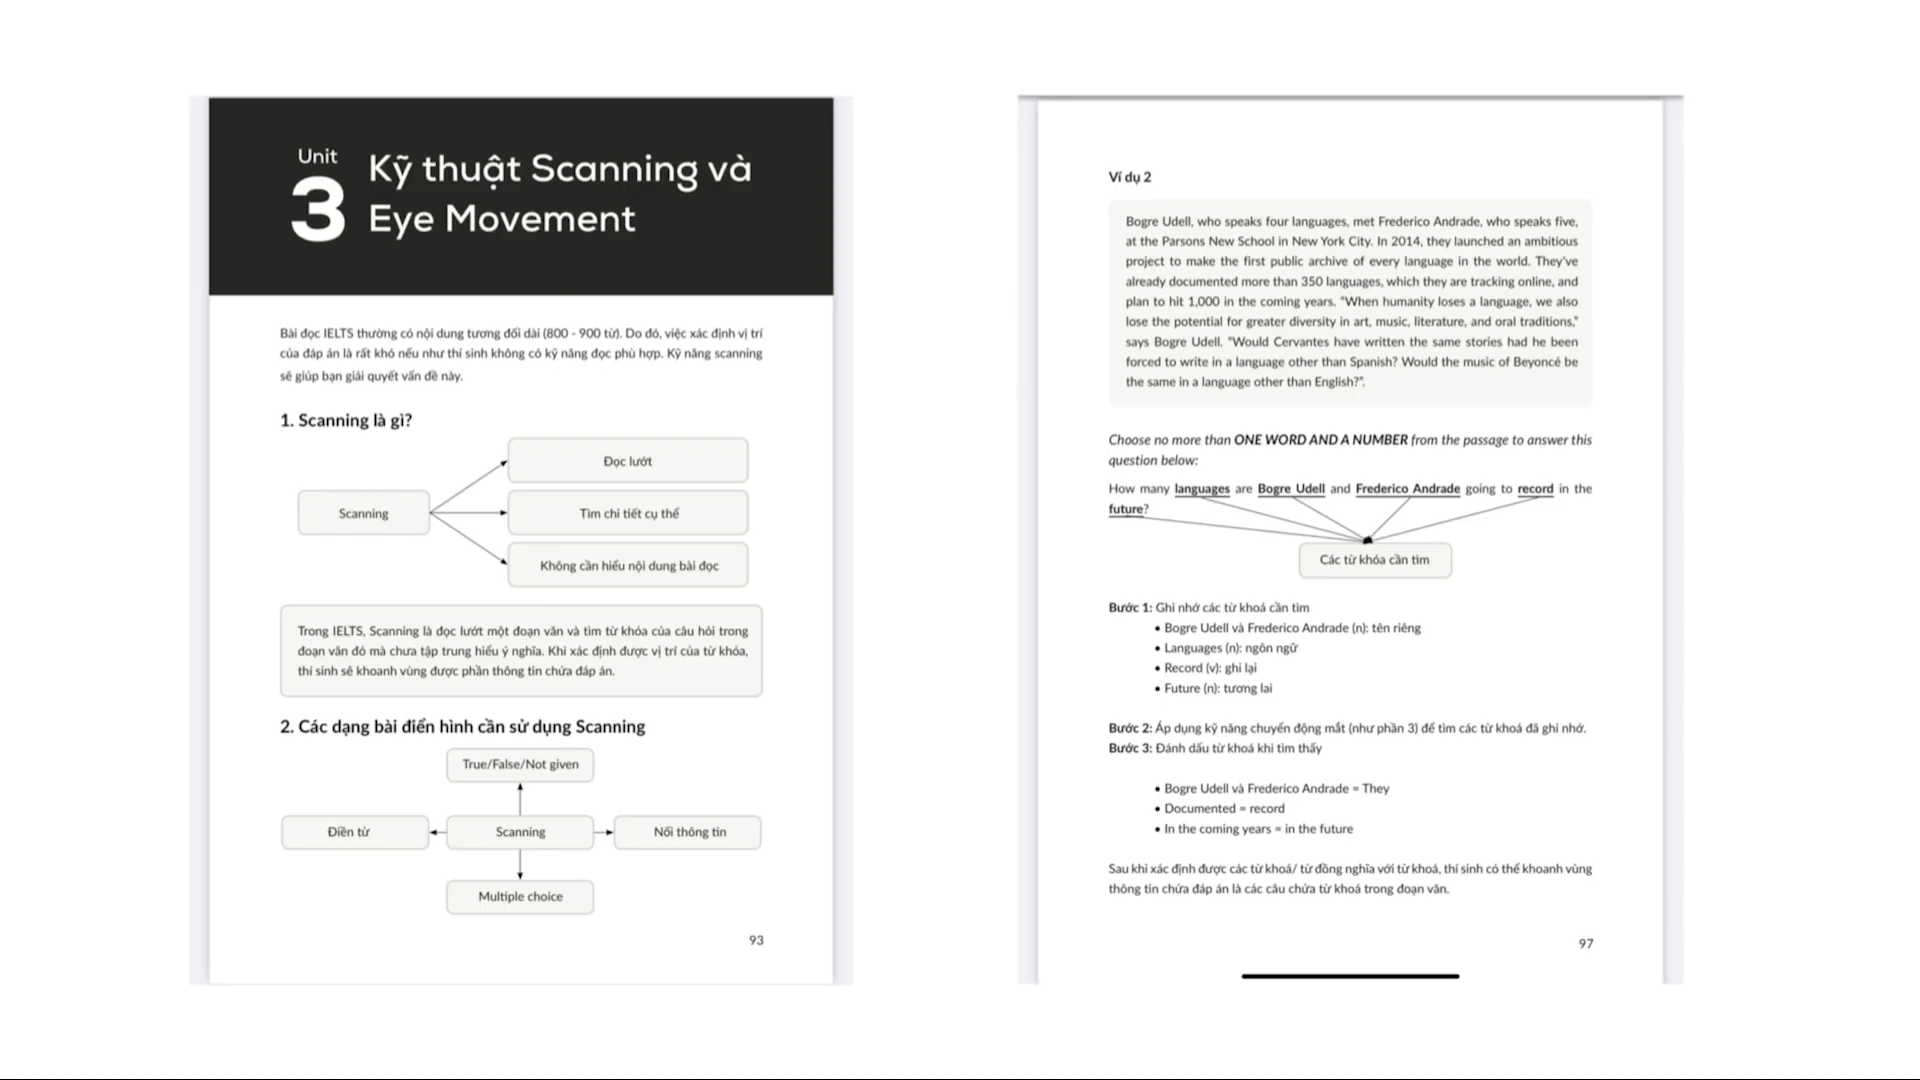 Unit
3
Kỹ thuật Scanning và
Eye Movement
Bài đọc IELTS thường có nội dung tương đối dài (800 - 900 từ). Do đó, việc xác định vị trí
của đáp án là rất khó nếu như thí sinh không có kỹ năng đọc phù hợp. Kỹ năng scanning
sẽ giúp bạn giải quyết vấn đề này.
1. Scanning là gì?
Đọc lướt
Scanning
Tìm chi tiết cụ thể
Không cần hiểu nội dung bài đọc
Trong IELTS, Scanning là đọc lướt một đoạn văn và tìm từ khóa của câu hỏi trong
đoạn văn đó mà chưa tập trung hiểu ý nghĩa. Khi xác định được vị trí của từ khóa,
thí sinh sẽ khoanh vùng được phần thông tin chứa đáp án.
2. Các dạng bài điển hình cần sử dụng Scanning
True/False/Not given
Điền từ
Scanning
Nối thông tin
Multiple choice
93
Ví dụ 2
Bogre Udell, who speaks four languages, met Frederico Andrade, who speaks five,
at the Parsons New School in New York City. In 2014, they launched an ambitious
project to make the first public archive of every language in the world. They've
already documented more than 350 languages, which they are tracking online, and
plan to hit 1,000 in the coming years. "When humanity loses a language, we also
lose the potential for greater diversity in art, music, literature, and oral traditions,"
says Bogre Udell. "Would Cervantes have written the same stories had he been
forced to write in a language other than Spanish? Would the music of Beyoncé be
the same in a language other than English?".
Choose no more than ONE WORD AND A NUMBER from the passage to answer this
question below:
How many languages are Bogre Udell and Frederico Andrade going to record in the
future?
Các từ khóa cần tìm
Bước 1: Ghi nhớ các từ khoá cần tìm
• Bogre Udell và Frederico Andrade (n): tên riêng
• Languages (n): ngôn ngữ
• Record (v): ghi lại
• Future (n): tương lai
Bước 2: Áp dụng kỹ năng chuyển động mắt (như phần 3) để tìm các từ khoá đã ghi nhớ.
Bước 3: Đánh dấu từ khoá khi tìm thấy
• Bogre Udell và Frederico Andrade = They
• Documented = record
• In the coming years = in the future
Sau khi xác định được các từ khoá/ từ đồng nghĩa với từ khoá, thí sinh có thể khoanh vùng
thông tin chứa đáp án là các câu chứa từ khoá trong đoạn văn.
97